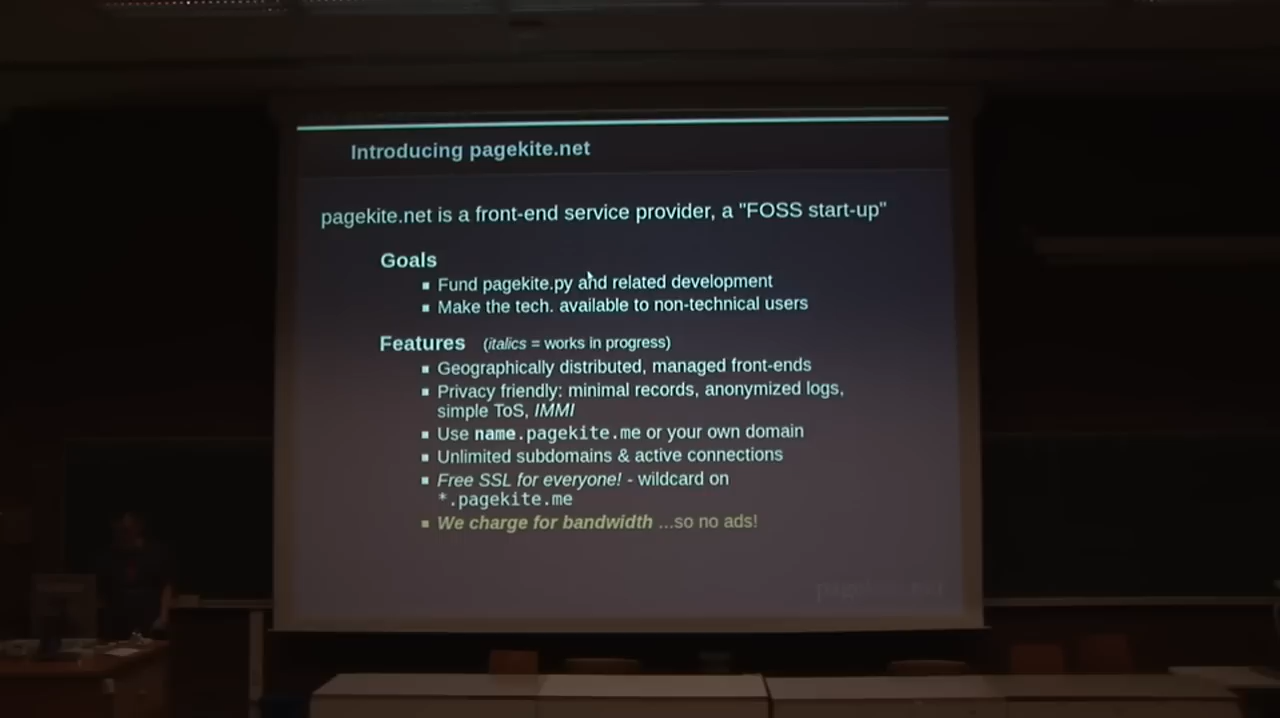 Introducing pagekite.net
pagekite.net is a front-end service provider, a "FOSS start-up"
Goals
Fund pagekite.py and related development
Make the tech. available to non-technical users
Features (italics = works in progress)
Geographically distributed, managed front-ends
Privacy friendly: minimal records, anonymized logs,
simple ToS, IMMI
Use name.pagekite.me or your own domain
Unlimited subdomains & active connections
Free SSL for everyone! - wildcard on
*.pagekite.me
We charge for bandwidth ...so no ads!
pagekite.net